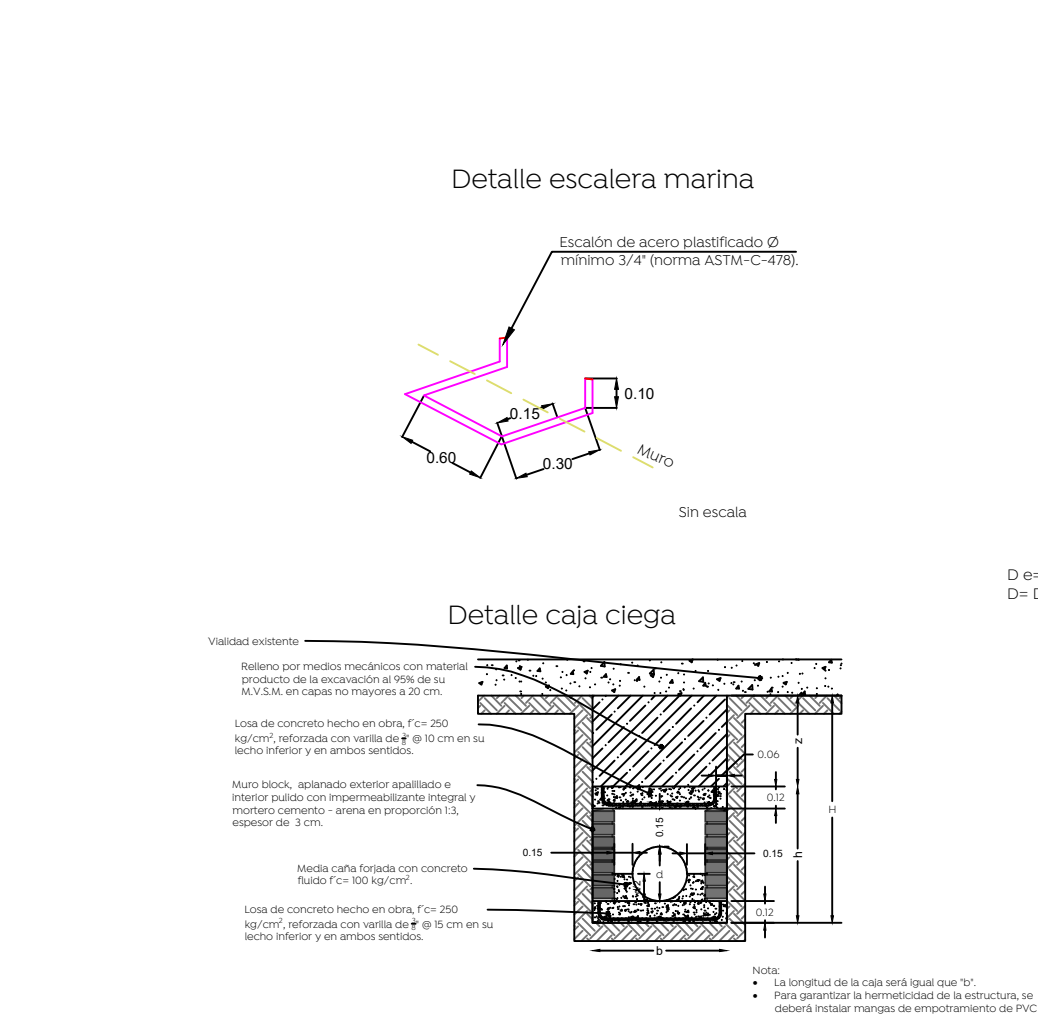 Detalle escalera marina
Escalón de acero plastificado Ø
mínimo 3/4" (norma ASTM-C-478).
0.10
0.15
0.60
0.30
Muro
Sin escala
D e=
D= D
Detalle caja ciega
Vialidad existente
Relleno por medios mecánicos con material
producto de la excavación al 95% de su
M.V.S.M. en capas no mayores a 20 cm.
Losa de concreto hecho en obra, f´c= 250
kg/cm², reforzada con varilla de " @ 10 cm en su
lecho inferior y en ambos sentidos.
Muro block, aplanado exterior apalillado e
interior pulido con impermeabilizante integral y
mortero cemento - arena en proporción 1:3,
espesor de 3 cm.
Media caña forjada con concreto
fluido f´c= 100 kg/cm².
Losa de concreto hecho en obra, f´c= 250
kg/cm², reforzada con varilla de " @ 15 cm en su
lecho inferior y en ambos sentidos.
z
0.06
0.12
H
0.15
0.15
0.15
h
d
0.12
b
Nota:
• La longitud de la caja será igual que "b".
• Para garantizar la hermeticidad de la estructura, se
deberá instalar mangas de empotramiento de PVC